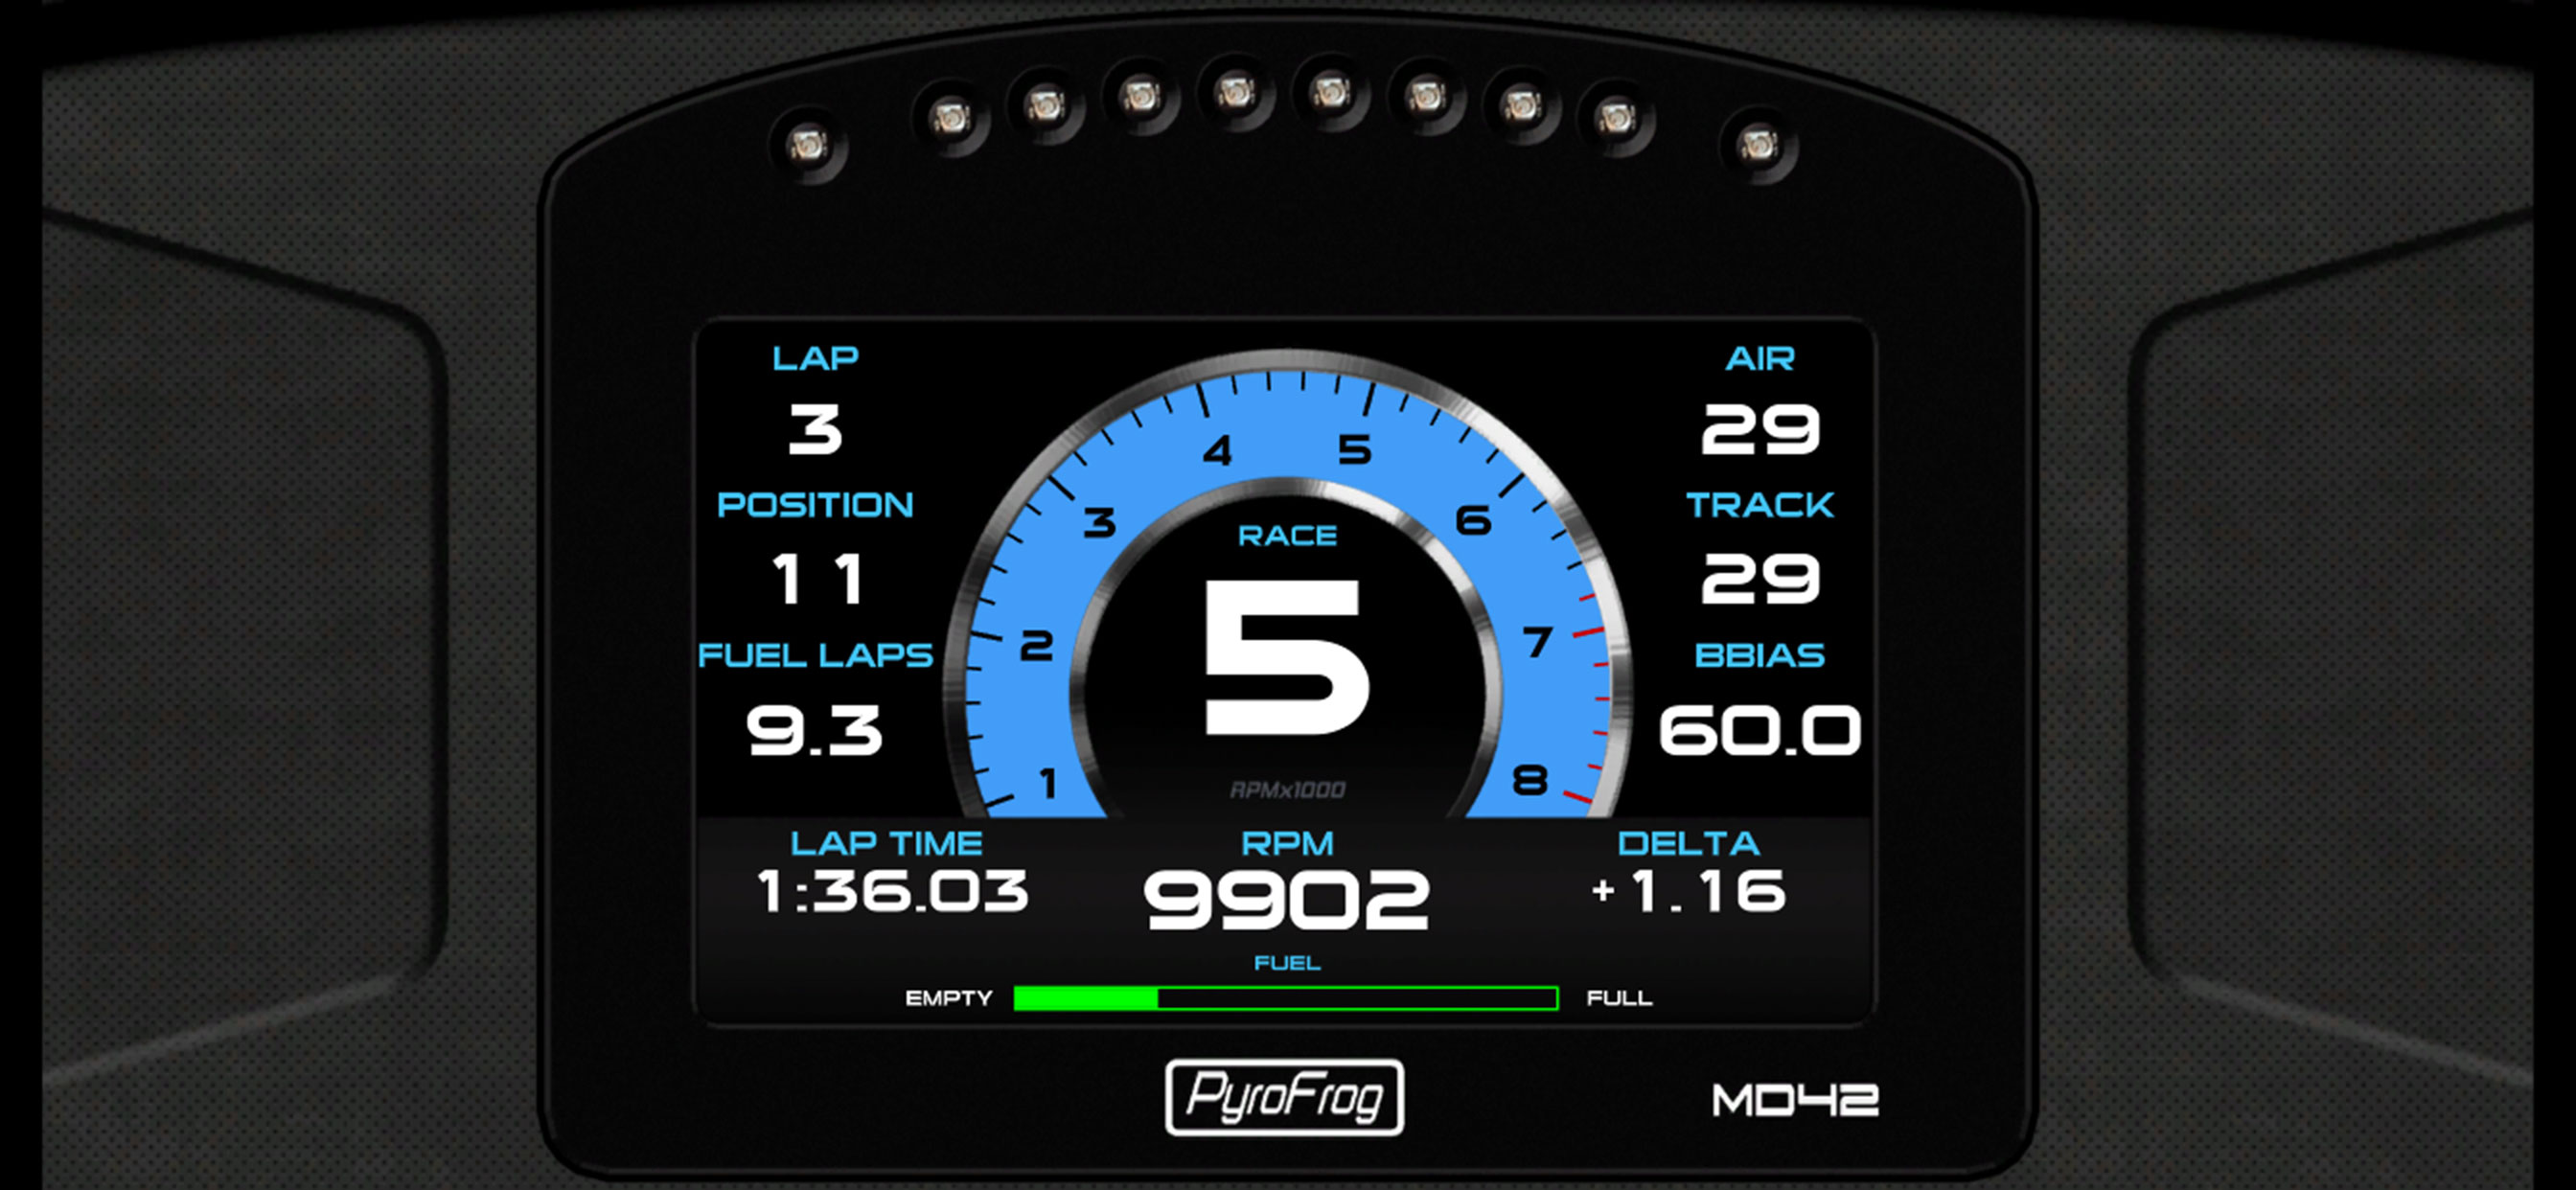 LAP
3
POSITION
11
FUEL LAPS
9.3
4 5
3 6
2 7
1 8
RACE
5
RPMx1000
AIR
29
TRACK
29
BBIAS
60.0
LAP TIME
1:36.03
RPM
9902
DELTA
+1.16
FUEL
EMPTY FULL
PyroFrog
MD42